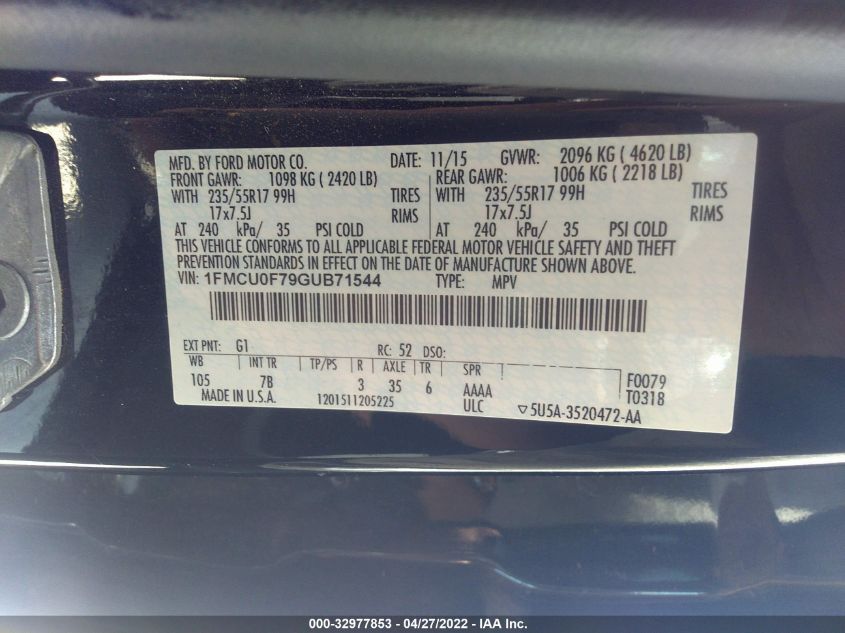 MFD. BY FORD MOTOR CO. DATE: 11/15 GVWR: 2096 KG ( 4620 LB)
FRONT GAWR: 1098 KG ( 2420 LB) REAR GAWR: 1006 KG ( 2218 LB)
WITH 235/55R17 99H TIRES WITH 235/55R17 99H TIRES
17x7.5J RIMS 17x7.5J RIMS
AT 240 kPa/ 35 PSI COLD AT 240 kPa/ 35 PSI COLD
THIS VEHICLE CONFORMS TO ALL APPLICABLE FEDERAL MOTOR VEHICLE SAFETY AND THEFT
PREVENTION STANDARDS IN EFFECT ON THE DATE OF MANUFACTURE SHOWN ABOVE.
VIN: 1FMCU0F79GUB71544 TYPE: MPV
EXT PNT: G1 RC: 52 DSO:
WB INT TR TP/PS R AXLE TR SPR
105 7B 3 35 6 AAAA F0079
MADE IN U.S.A. 1201511205225 ULC T0318
▽5U5A-3520472-AA
000-32977853 - 04/27/2022 - IAA Inc.